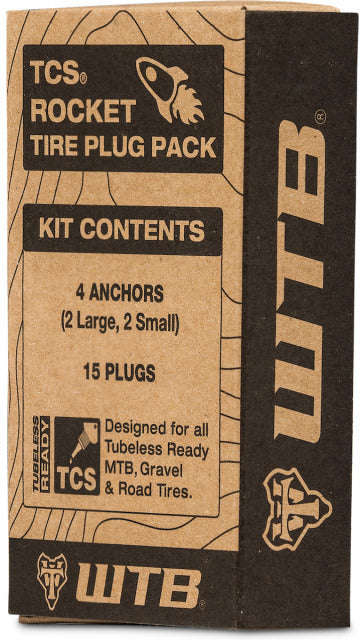 TCS®
ROCKET
TIRE PLUG PACK
KIT CONTENTS
4 ANCHORS
(2 Large, 2 Small)
15 PLUGS
TUBELESS
READY
TCS
Designed for all
Tubeless Ready
MTB, Gravel
& Road Tires.
WTB®
WTB®